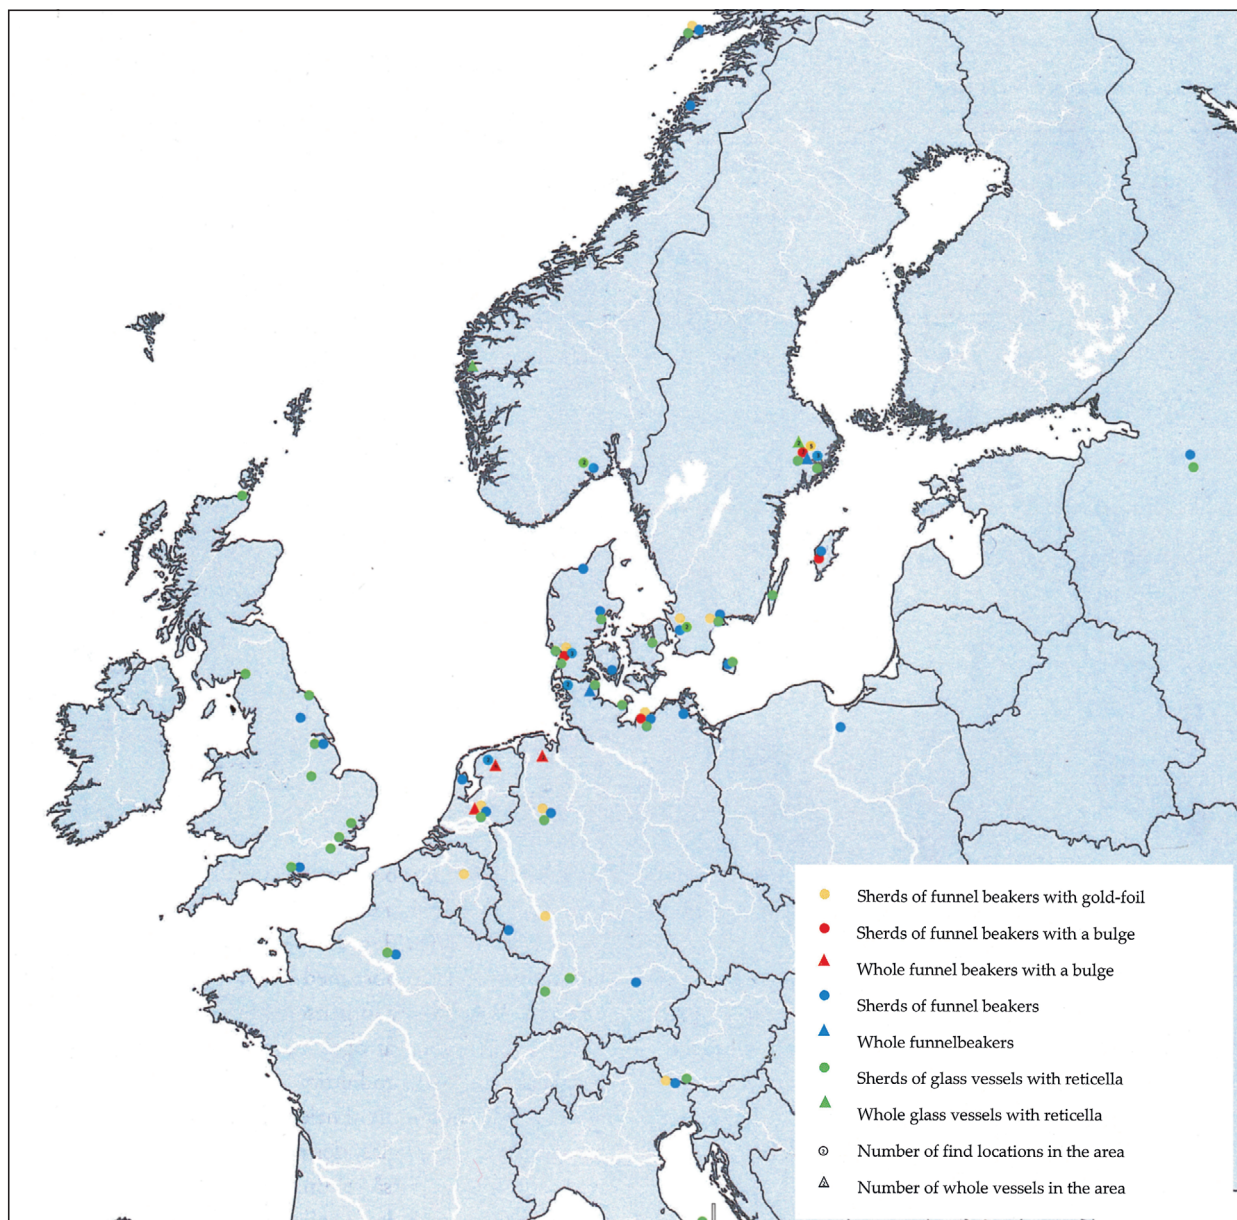 Sherds of funnel beakers with gold-foil
Sherds of funnel beakers with a bulge
Whole funnel beakers with a bulge
Sherds of funnel beakers
Whole funnelbeakers
Sherds of glass vessels with reticella
Whole glass vessels with reticella
Number of find locations in the area
Number of whole vessels in the area